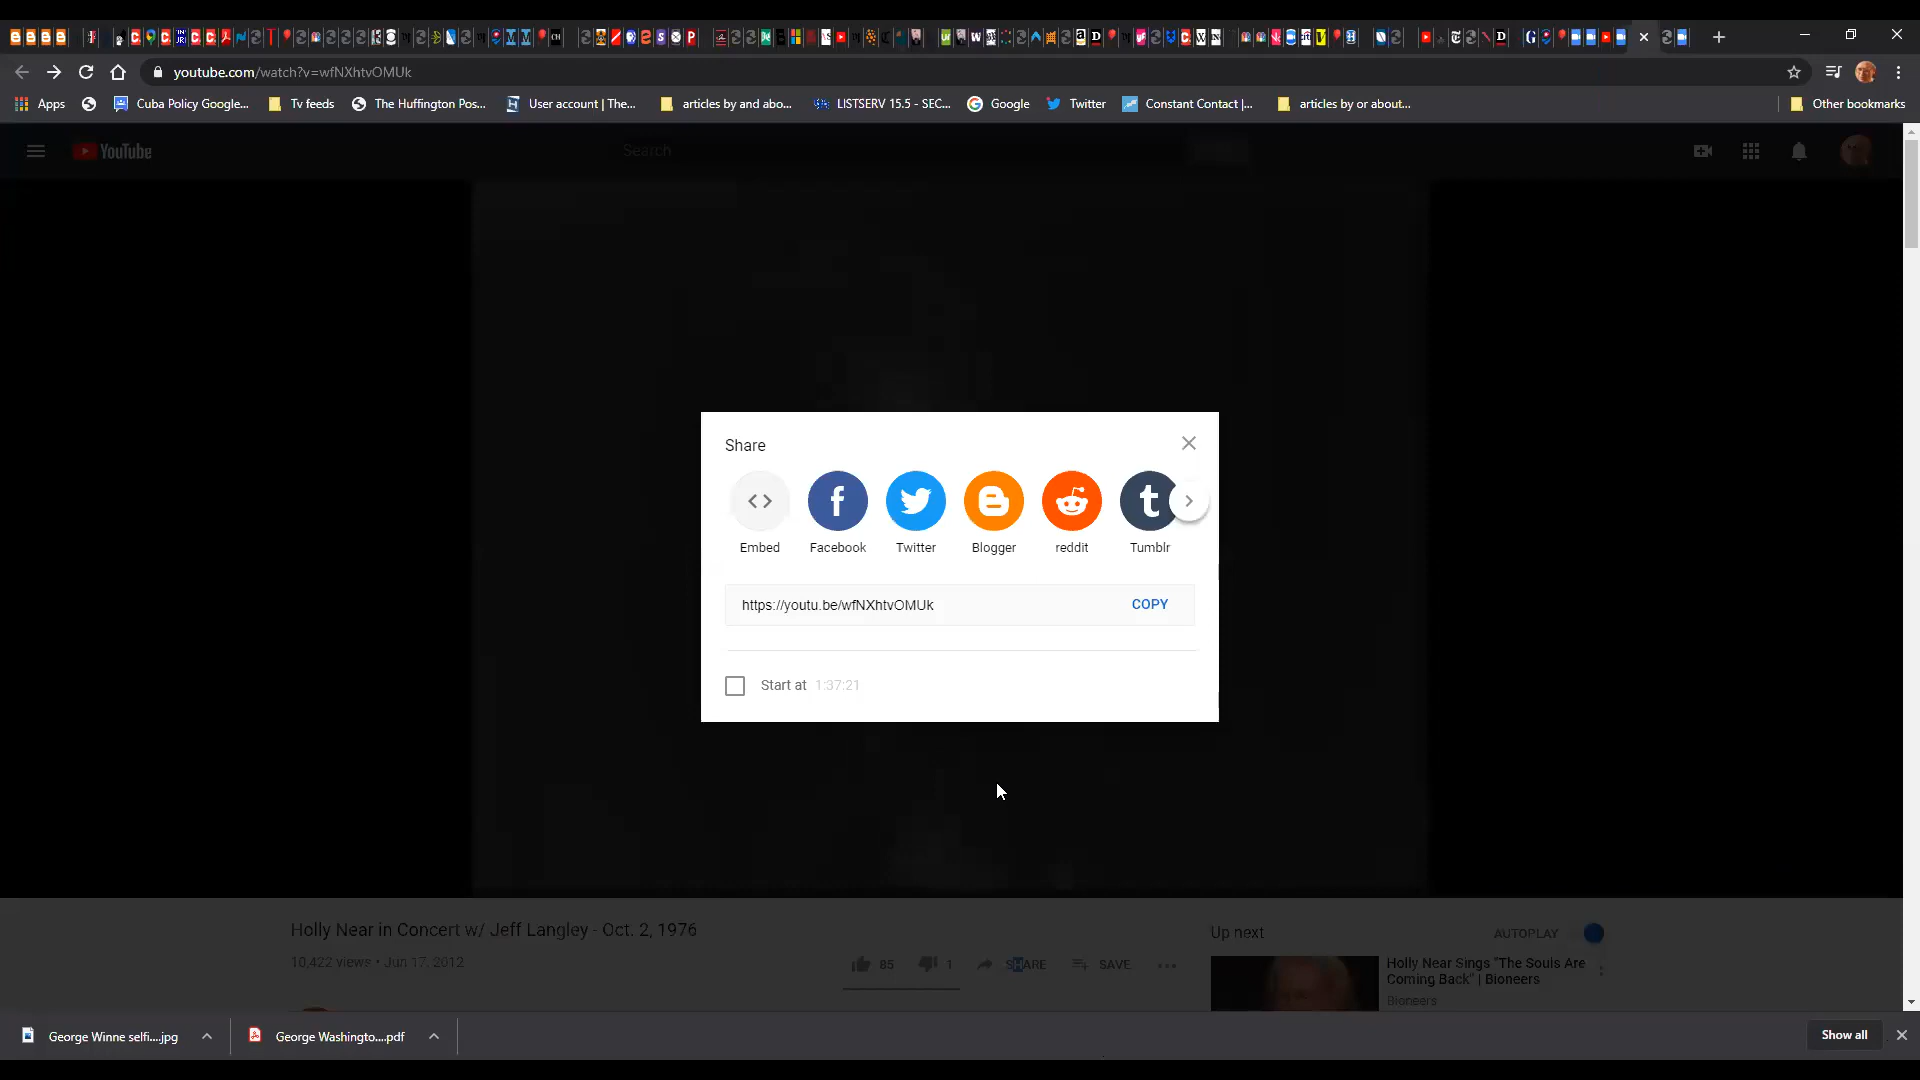 youtube.com/watch?v=wfNXhtvOMUk
Apps
Cuba Policy Google...
Tv feeds
The Huffington Pos...
User account | The...
articles by and abo...
LISTSERV 15.5 - SEC...
Google
Twitter
Constant Contact |...
articles by or about...
Other bookmarks
YouTube
Search
Share
Embed
Facebook
Twitter
Blogger
reddit
Tumblr
https://youtu.be/wfNXhtvOMUk
COPY
Start at 1:37:21
Holly Near in Concert w/ Jeff Langley - Oct. 2, 1976
10,422 views • Jun 17, 2012
85
1
SHARE
SAVE
Up next
AUTOPLAY
Holly Near Sings "The Souls Are
Coming Back" | Bioneers
Bioneers
George Winne selfi....jpg
George Washingto....pdf
Show all